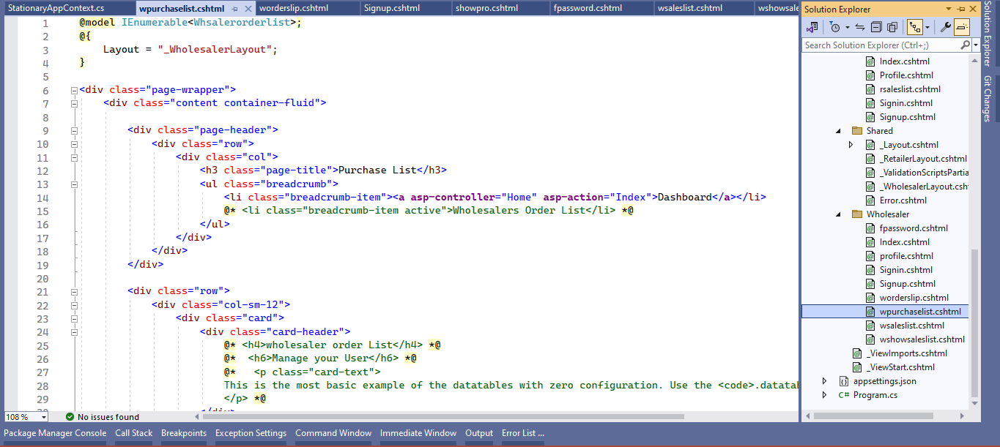 StationaryAppContext.cs wpurchaselist.cshtml worderslip.cshtml Signup.cshtml showpro.cshtml fpassword.cshtml wsaleslist.cshtml wshowsale
1 @model IEnumerable<Whsalerorderlist>;
2 @{
3 Layout = "_WholesalerLayout";
4 }
5
6 <div class="page-wrapper">
7 <div class="content container-fluid">
8
9 <div class="page-header">
10 <div class="row">
11 <div class="col">
12 <h3 class="page-title">Purchase List</h3>
13 <ul class="breadcrumb">
14 <li class="breadcrumb-item"><a asp-controller="Home" asp-action="Index">Dashboard</a></li>
15 @* <li class="breadcrumb-item active">Wholesalers Order List</li> *@
16 </ul>
17 </div>
18 </div>
19 </div>
20
21 <div class="row">
22 <div class="col-sm-12">
23 <div class="card">
24 <div class="card-header">
25 @* <h4>wholesaler order List</h4> *@
26 @* <h6>Manage your User</h6> *@
27 @* <p class="card-text">
28 This is the most basic example of the datatables with zero configuration. Use the <code>.datatab
29 </p> *@
108 % No issues found
Solution Explorer
Search Solution Explorer (Ctrl+;)
Index.cshtml
Profile.cshtml
rsaleslist.cshtml
Signin.cshtml
Signup.cshtml
Shared
_Layout.cshtml
_RetailerLayout.cshtml
_ValidationScriptsPartia
_WholesalerLayout.csht
Error.cshtml
Wholesaler
fpassword.cshtml
Index.cshtml
profile.cshtml
Signin.cshtml
Signup.cshtml
worderslip.cshtml
wpurchaselist.cshtml
wsaleslist.cshtml
wshowsaleslist.cshtml
_ViewImports.cshtml
_ViewStart.cshtml
appsettings.json
C# Program.cs
Solution Explorer
Git Changes
Package Manager Console Call Stack Breakpoints Exception Settings Command Window Immediate Window Output Error List ...